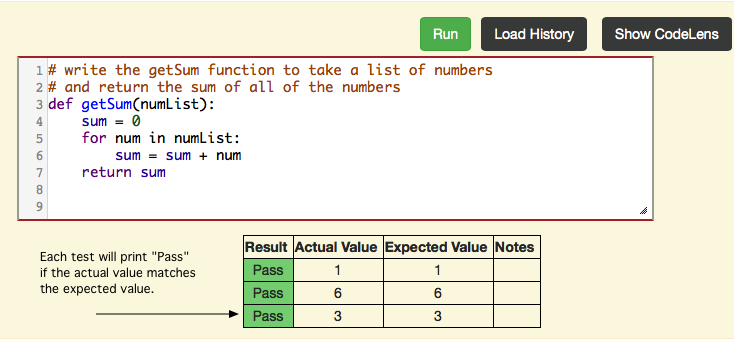 Run Load History Show CodeLens
1 # write the getSum function to take a list of numbers
2 # and return the sum of all of the numbers
3 def getSum(numList):
4     sum = 0
5     for num in numList:
6         sum = sum + num
7     return sum
8
9
Each test will print "Pass"
if the actual value matches
the expected value.
Result Actual Value Expected Value Notes
Pass 1 1
Pass 6 6
Pass 3 3